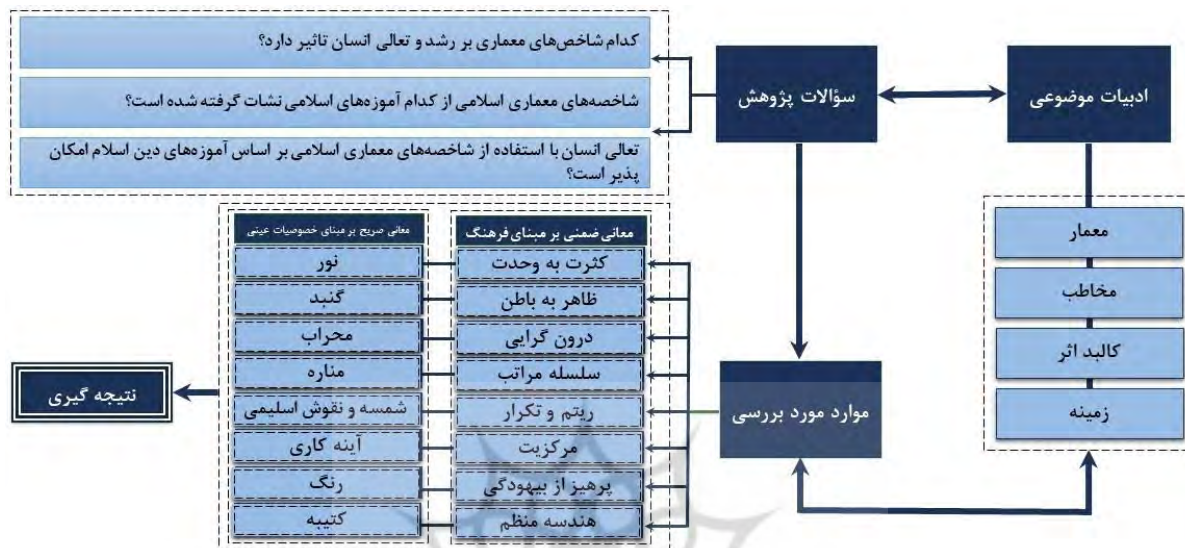 ادبیات موضوعی
معمار
مخاطب
کالبد اثر
زمینه
سؤالات پژوهش
کدام شاخص‌های معماری بر رشد و تعالی انسان تاثیر دارد؟
شاخصه‌های معماری اسلامی از کدام آموزه‌های اسلامی نشات گرفته شده است؟
تعالی انسان با استفاده از شاخصه‌های معماری اسلامی بر اساس آموزه‌های دین اسلام امکان
پذیر است؟
موارد مورد بررسی
معانی ضمنی بر مبنای فرهنگ
کثرت به وحدت
ظاهر به باطن
درون گرایی
سلسله مراتب
ریتم و تکرار
مرکزیت
پرهیز از بیهودگی
هندسه منظم
معانی صریح بر مبنای خصوصیات عینی
نور
گنبد
محراب
مناره
شمسه و نقوش اسلیمی
آینه کاری
رنگ
کتیبه
نتیجه گیری